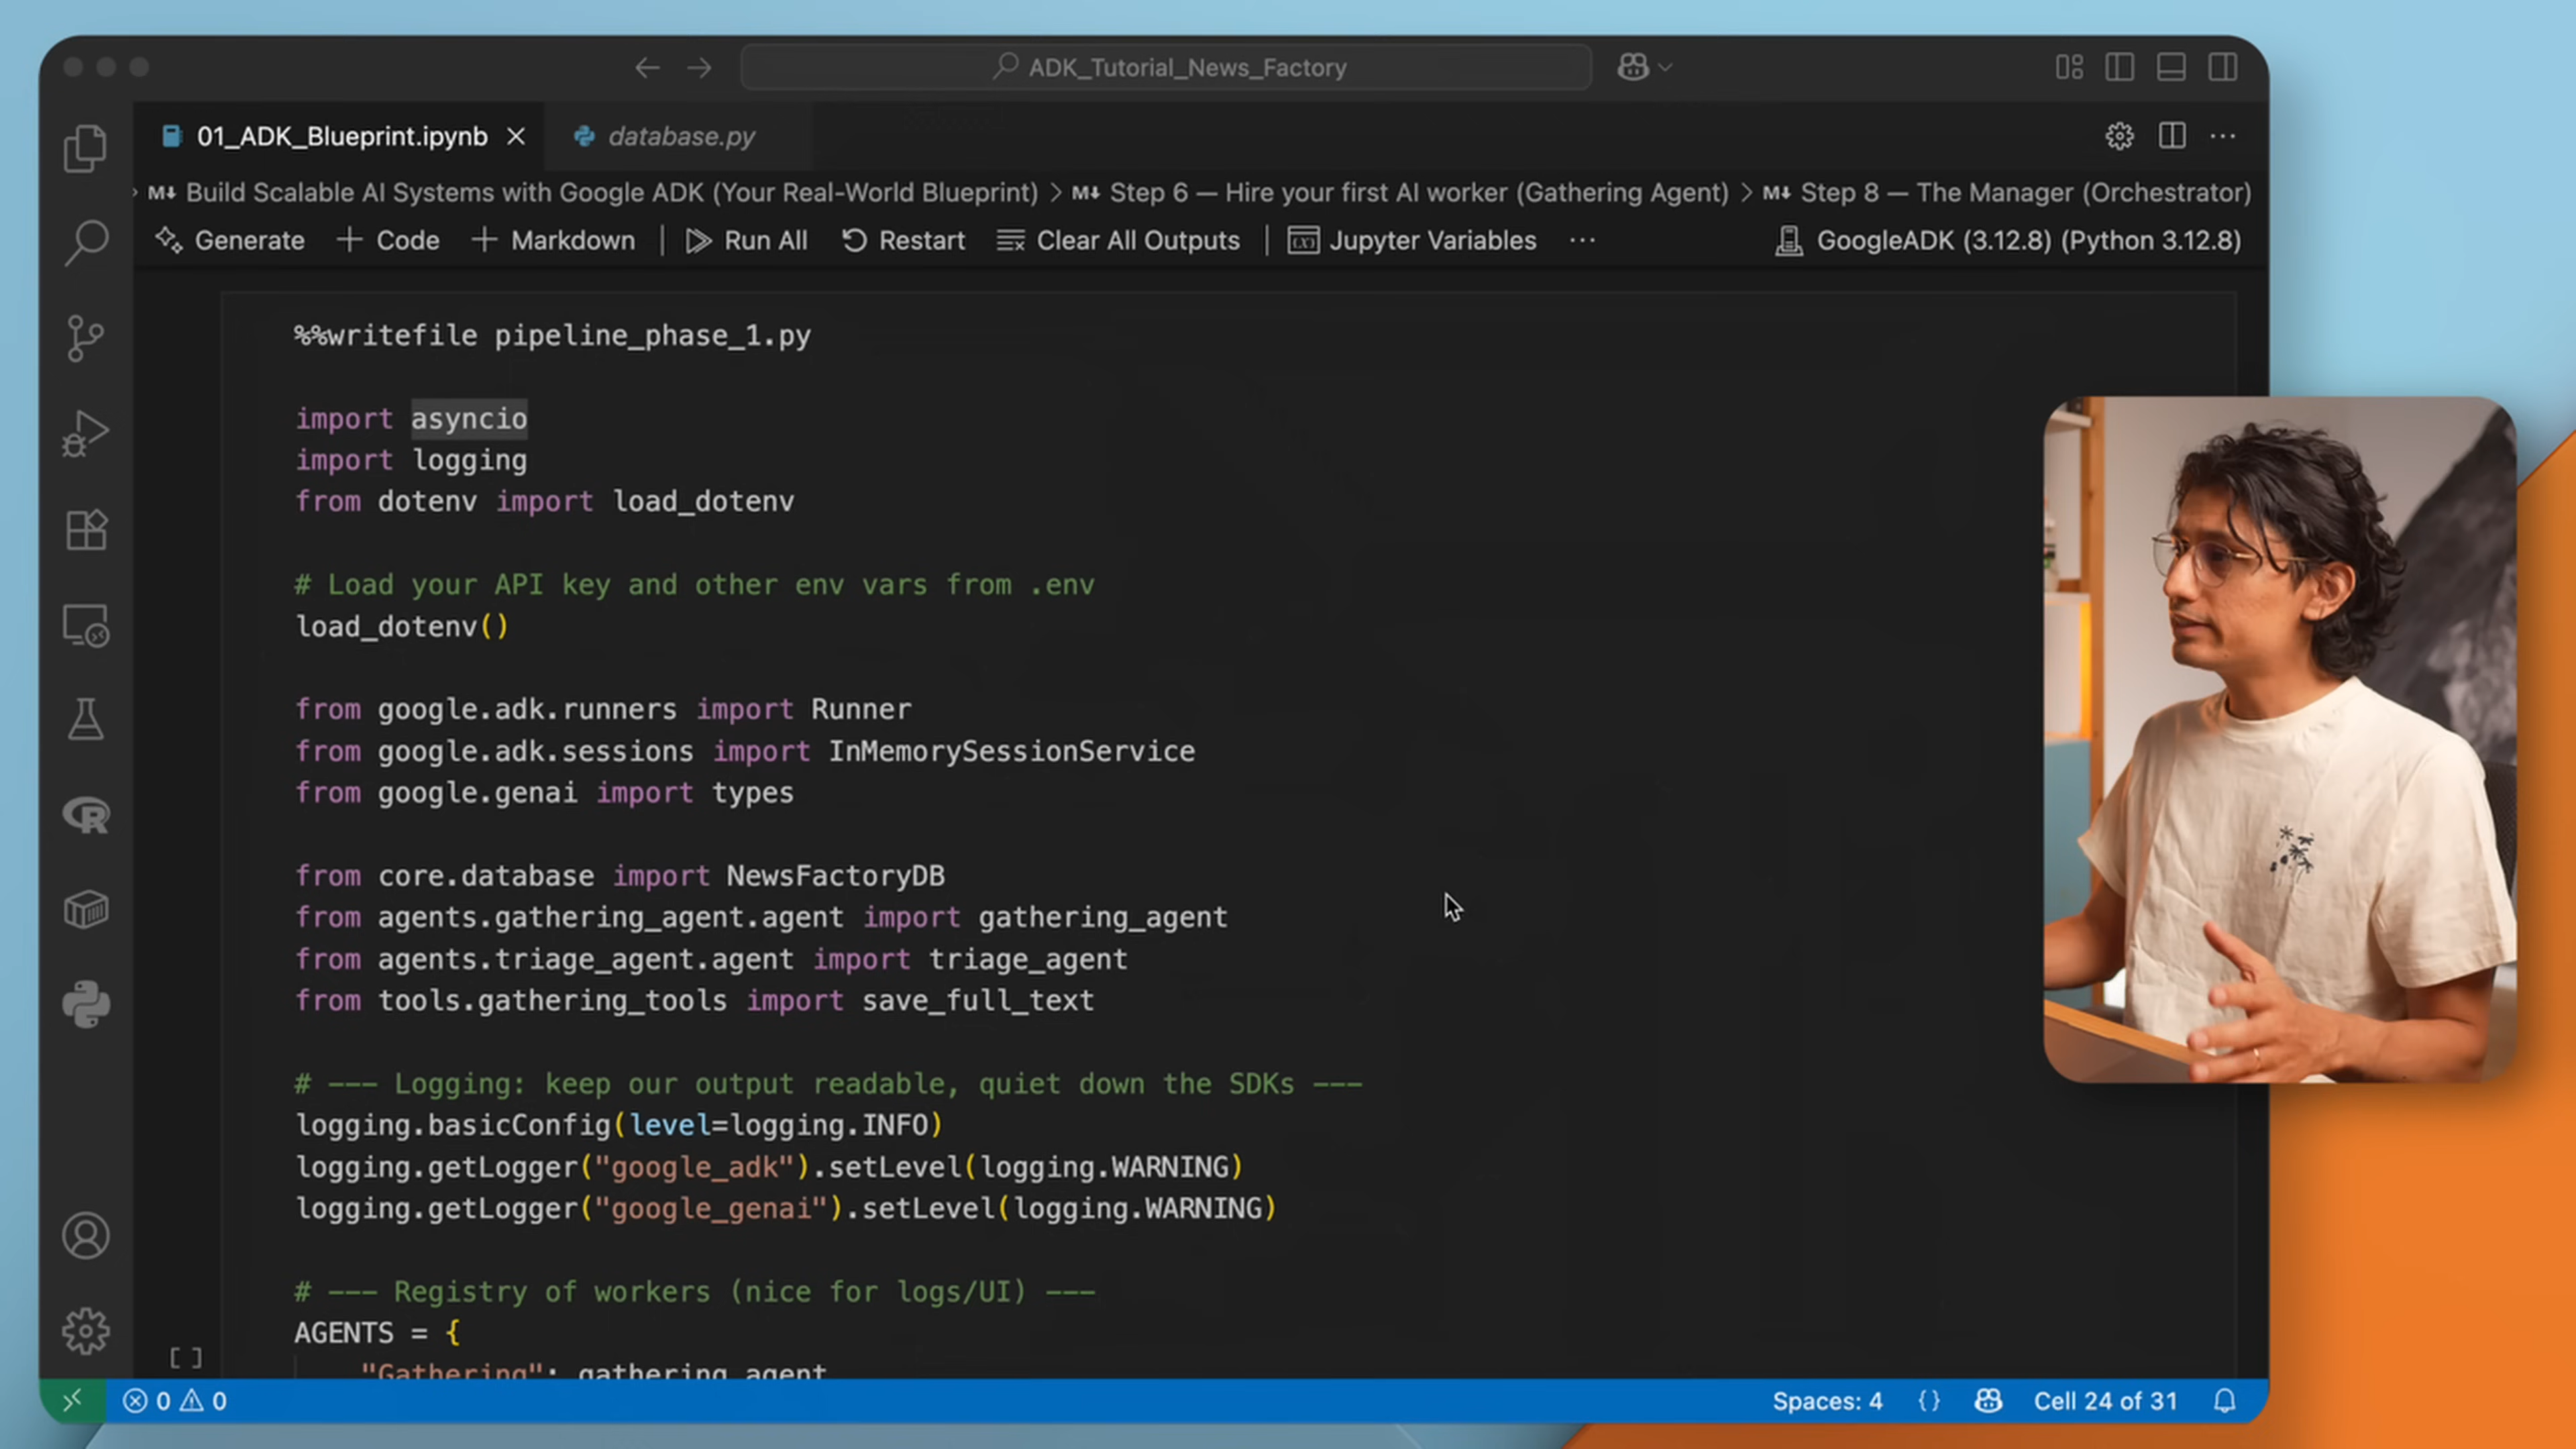 ADK_Tutorial_News_Factory
01_ADK_Blueprint.ipynb
database.py
Build Scalable AI Systems with Google ADK (Your Real-World Blueprint) > M↓ Step 6 — Hire your first AI worker (Gathering Agent) > M↓ Step 8 — The Manager (Orchestrator)
Generate + Code + Markdown | Run All Restart Clear All Outputs | Jupyter Variables ... GoogleADK (3.12.8) (Python 3.12.8)
%%writefile pipeline_phase_1.py
import asyncio
import logging
from dotenv import load_dotenv
# Load your API key and other env vars from .env
load_dotenv()
from google.adk.runners import Runner
from google.adk.sessions import InMemorySessionService
from google.genai import types
from core.database import NewsFactoryDB
from agents.gathering_agent.agent import gathering_agent
from agents.triage_agent.agent import triage_agent
from tools.gathering_tools import save_full_text
# --- Logging: keep our output readable, quiet down the SDKs ---
logging.basicConfig(level=logging.INFO)
logging.getLogger("google_adk").setLevel(logging.WARNING)
logging.getLogger("google_genai").setLevel(logging.WARNING)
# --- Registry of workers (nice for logs/UI) ---
AGENTS = {
"Gathering": gathering_agent
[ ]
0 0
Spaces: 4 {} Cell 24 of 31